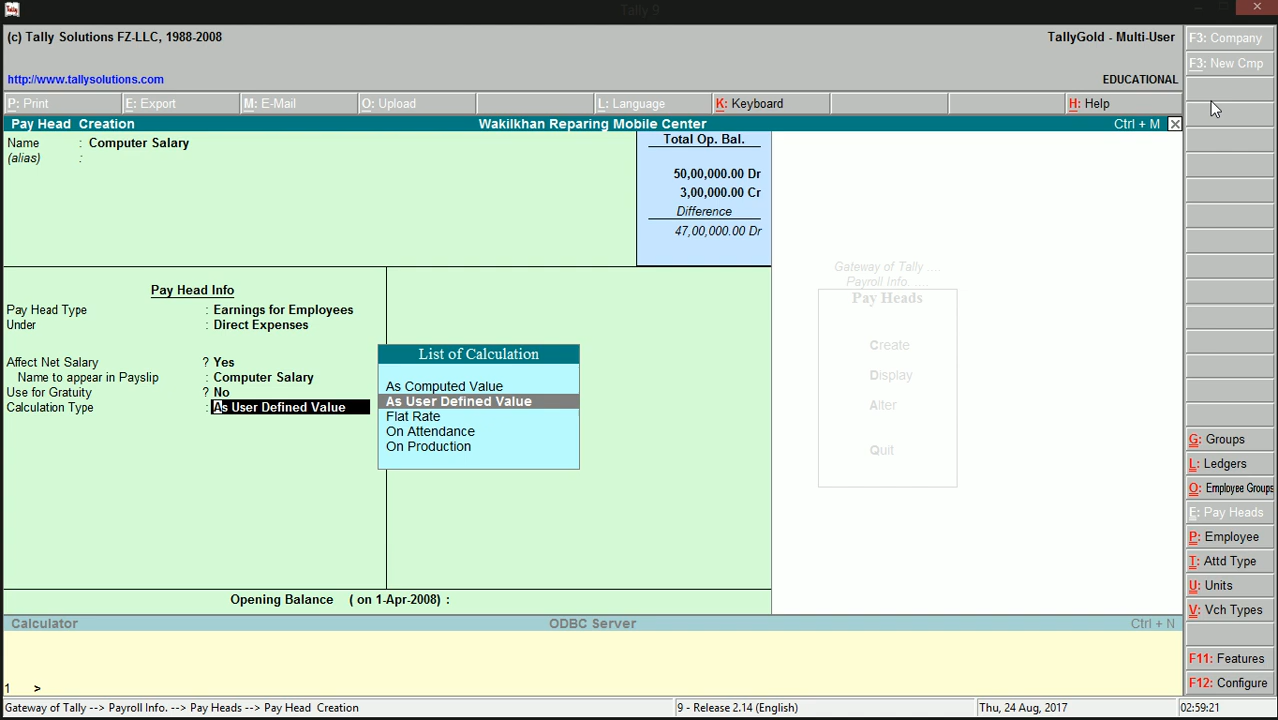 Tally 9
Tally
(c) Tally Solutions FZ-LLC, 1988-2008
TallyGold - Multi-User
http://www.tallysolutions.com
EDUCATIONAL
P: Print
E: Export
M: E-Mail
O: Upload
L: Language
K: Keyboard
H: Help
Pay Head Creation
Wakilkhan Reparing Mobile Center
Ctrl + M
Name : Computer Salary
(alias) :
Total Op. Bal.
50,00,000.00 Dr
3,00,000.00 Cr
Difference
47,00,000.00 Dr
Pay Head Info
Pay Head Type : Earnings for Employees
Under : Direct Expenses
Affect Net Salary ? Yes
Name to appear in Payslip : Computer Salary
Use for Gratuity ? No
Calculation Type : As User Defined Value
List of Calculation
As Computed Value
As User Defined Value
Flat Rate
On Attendance
On Production
Opening Balance ( on 1-Apr-2008) :
Gateway of Tally ....
Payroll Info. ....
Pay Heads
Create
Display
Alter
Quit
F3: Company
F3: New Cmp
G: Groups
L: Ledgers
O: Employee Groups
E: Pay Heads
P: Employee
T: Attd Type
U: Units
V: Vch Types
F11: Features
F12: Configure
Calculator
ODBC Server
Ctrl + N
1 >
Gateway of Tally --> Payroll Info. --> Pay Heads --> Pay Head Creation
9 - Release 2.14 (English)
Thu, 24 Aug, 2017
02:59:21